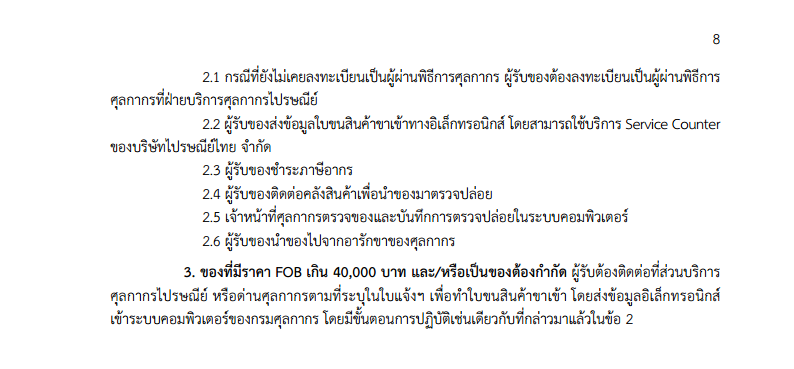 8
2.1 กรณีที่ยังไม่เคยลงทะเบียนเป็นผู้ผ่านพิธีการศุลกากร ผู้รับของต้องลงทะเบียนเป็นผู้ผ่านพิธีการ
ศุลกากรที่ฝ่ายบริการศุลกากรไปรษณีย์
2.2 ผู้รับของส่งข้อมูลใบขนสินค้าขาเข้าทางอิเล็กทรอนิกส์ โดยสามารถใช้บริการ Service Counter
ของบริษัทไปรษณีย์ไทย จำกัด
2.3 ผู้รับของชำระภาษีอากร
2.4 ผู้รับของติดต่อคลังสินค้าเพื่อนำของมาตรวจปล่อย
2.5 เจ้าหน้าที่ศุลกากรตรวจของและบันทึกการตรวจปล่อยในระบบคอมพิวเตอร์
2.6 ผู้รับของนำของไปจากอารักขาของศุลกากร
3. ของที่มีราคา FOB เกิน 40,000 บาท และ/หรือเป็นของต้องกำกัด ผู้รับต้องติดต่อที่ส่วนบริการ
ศุลกากรไปรษณีย์ หรือด่านศุลกากรตามที่ระบุในใบแจ้งฯ เพื่อทำใบขนสินค้าขาเข้า โดยส่งข้อมูลอิเล็กทรอนิกส์
เข้าระบบคอมพิวเตอร์ของกรมศุลกากร โดยมีขั้นตอนการปฏิบัติเช่นเดียวกับที่กล่าวมาแล้วในข้อ 2